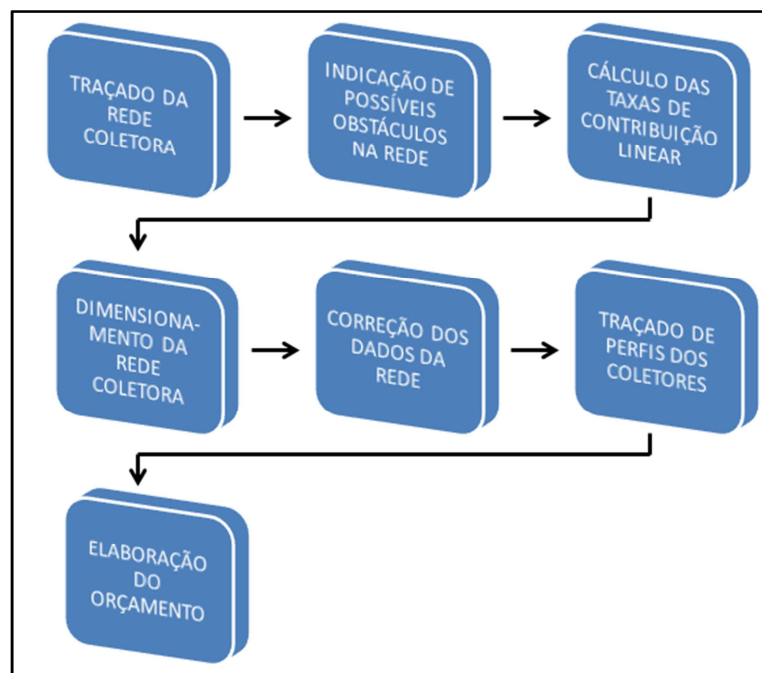 TRAÇADO DA
REDE
COLETORA
INDICAÇÃO DE
POSSÍVEIS
OBSTÁCULOS
NA REDE
CÁLCULO DAS
TAXAS DE
CONTRIBUIÇÃO
LINEAR
DIMENSIONA-
MENTO DA
REDE
COLETORA
CORREÇÃO DOS
DADOS DA
REDE
TRAÇADO DE
PERFIS DOS
COLETORES
ELABORAÇÃO
DO
ORÇAMENTO